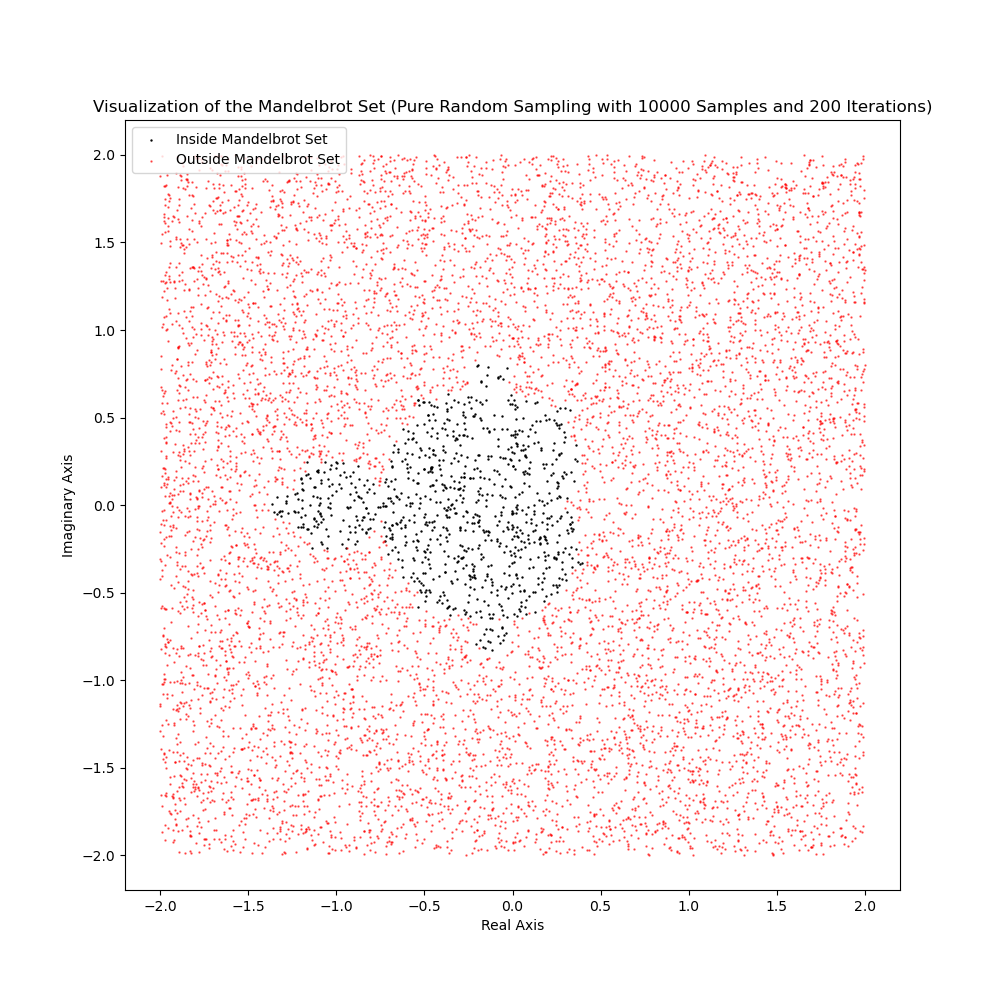 Visualization of the Mandelbrot Set (Pure Random Sampling with 10000 Samples and 200 Iterations)
Inside Mandelbrot Set
Outside Mandelbrot Set
2.0
1.5
1.0
0.5
0.0
−0.5
−1.0
−1.5
−2.0
Imaginary Axis
−2.0 −1.5 −1.0 −0.5 0.0 0.5 1.0 1.5 2.0
Real Axis